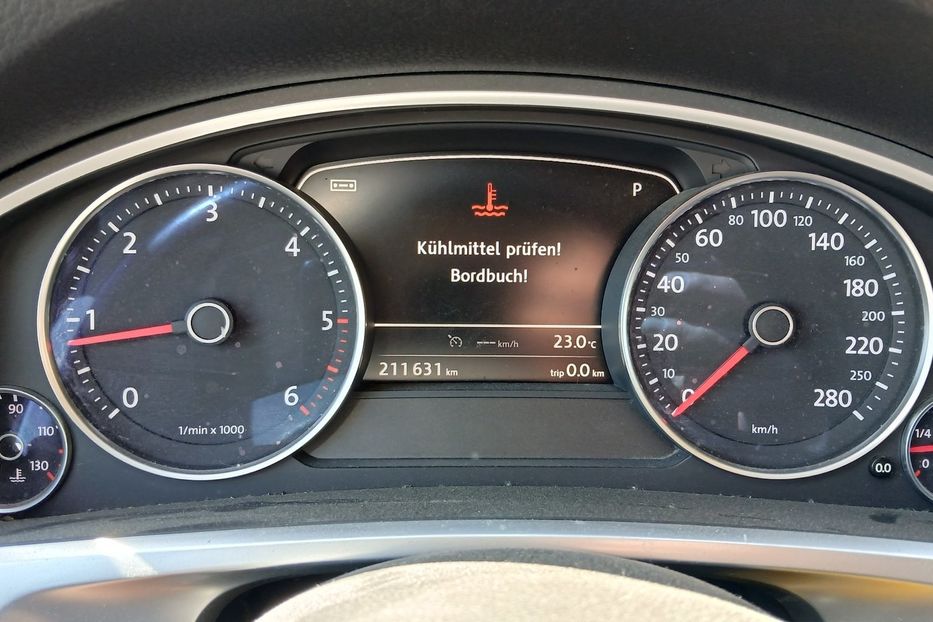 P
Kühlmittel prüfen!
Bordbuch!
--- km/h 23.0 °C
211631 km trip 0.0 km
0 1 2 3 4 5 6
1/min x 1000
0 10 20 30 40 50 60 80 100 120 140 160 180 200 220 250 280
km/h
90 110 130
1/4
0
0.0